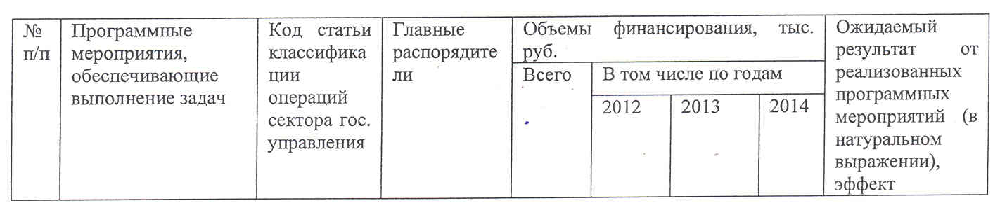 №
п/п
Программные
мероприятия,
обеспечивающие
выполнение задач
Код статьи
классифика
ции
операций
сектора гос.
управления
Главные
распорядите
ли
Объемы финансирования, тыс.
руб.
Всего
В том числе по годам
2012
2013
2014
Ожидаемый
результат от
реализованных
программных
мероприятий (в
натуральном
выражении),
эффект